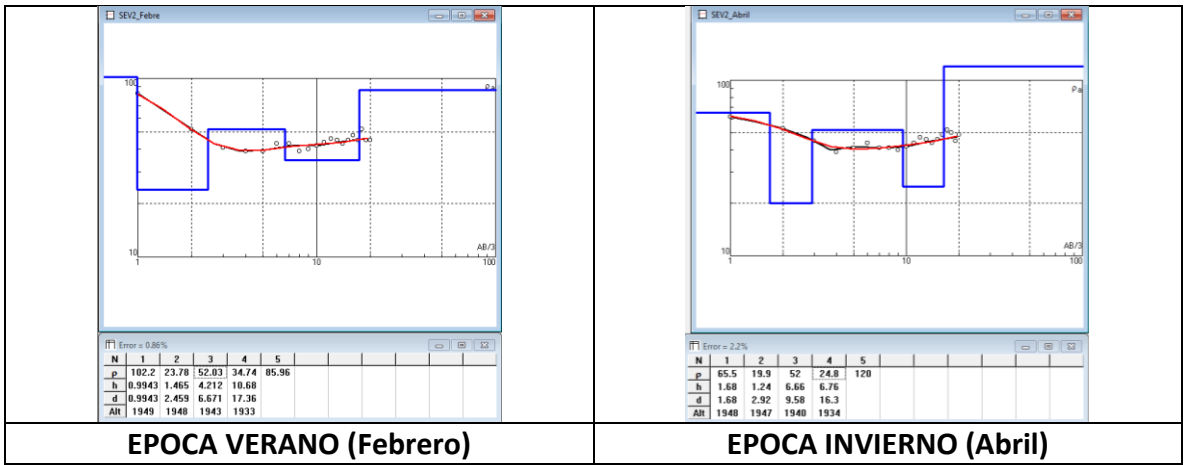 SEV2_Febre
100
ρa
10
AB/3
1
10
100
Error = 0.86%
N 1 2 3 4 5
ρ 102.2 23.78 52.03 34.74 85.96
h 0.9943 1.465 4.212 10.68
d 0.9943 2.459 6.671 17.36
Alt 1949 1948 1943 1933
EPOCA VERANO (Febrero)
SEV2_Abril
100
ρa
10
AB/3
1
10
100
Error = 2.2%
N 1 2 3 4 5
ρ 65.5 19.9 52 24.8 120
h 1.68 1.24 6.66 6.76
d 1.68 2.92 9.58 16.3
Alt 1948 1947 1940 1934
EPOCA INVIERNO (Abril)